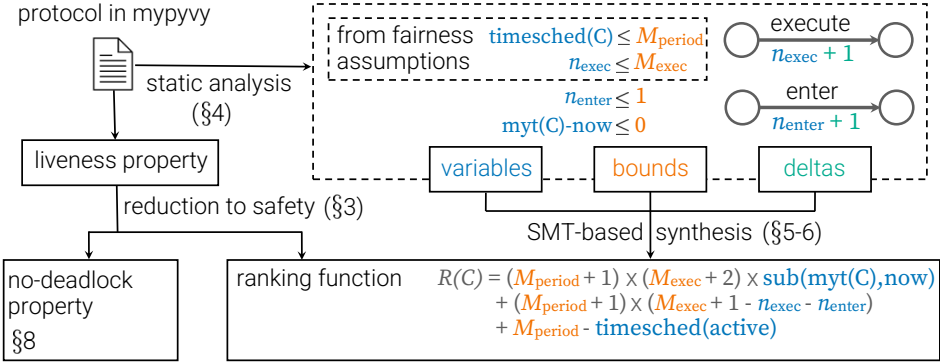 protocol in mypyvy
static analysis
(§4)
from fairness
assumptions
timesched(C) ≤ M_period
n_exec ≤ M_exec
n_enter ≤ 1
myt(C)-now ≤ 0
execute
n_exec + 1
enter
n_enter + 1
variables
bounds
deltas
liveness property
reduction to safety (§3)
SMT-based synthesis (§5-6)
no-deadlock
property
§8
ranking function
R(C) = (M_period + 1) × (M_exec + 2) × sub(myt(C),now)
+ (M_period + 1) × (M_exec + 1 - n_exec - n_enter)
+ M_period - timesched(active)